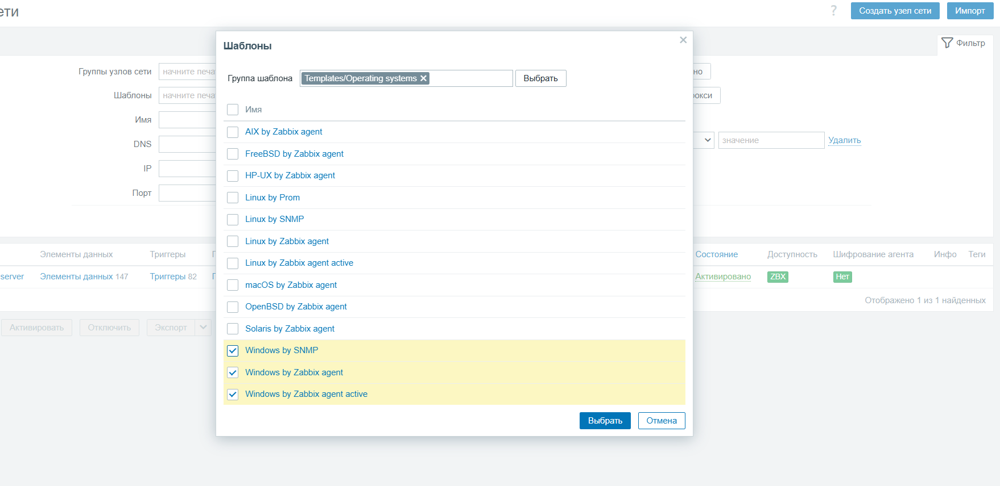 ети
? Создать узел сети Импорт
Шаблоны
Фильтр
Группа шаблона Templates/Operating systems Выбрать
Группы узлов сети начните печа но
Шаблоны начните печа рокси
Имя
DNS значение Удалить
IP
Порт
Имя
AIX by Zabbix agent
FreeBSD by Zabbix agent
HP-UX by Zabbix agent
Linux by Prom
Linux by SNMP
Linux by Zabbix agent
Linux by Zabbix agent active
macOS by Zabbix agent
OpenBSD by Zabbix agent
Solaris by Zabbix agent
Windows by SNMP
Windows by Zabbix agent
Windows by Zabbix agent active
Выбрать Отмена
Элементы данных Триггеры Состояние Доступность Шифрование агента Инфо Теги
server Элементы данных 147 Триггеры 82 Активировано ZBX Нет
Отображено 1 из 1 найденных
Активировать Отключить Экспорт